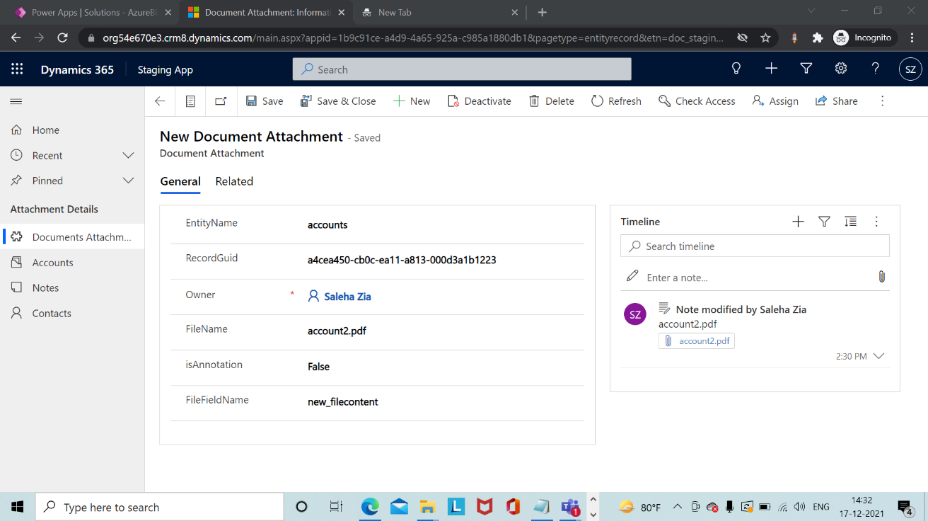 Power Apps | Solutions - AzureB
Document Attachment: Informati
New Tab
org54e670e3.crm8.dynamics.com/main.aspx?appid=1b9c91ce-a4d9-4a65-925a-c985a1880db1&pagetype=entityrecord&etn=doc_stagin...
Incognito
Dynamics 365
Staging App
Search
SZ
Save
Save & Close
New
Deactivate
Delete
Refresh
Check Access
Assign
Share
Home
Recent
Pinned
Attachment Details
Documents Attachm...
Accounts
Notes
Contacts
New Document Attachment - Saved
Document Attachment
General
Related
EntityName
accounts
RecordGuid
a4cea450-cb0c-ea11-a813-000d3a1b1223
Owner
*
Saleha Zia
FileName
account2.pdf
isAnnotation
False
FileFieldName
new_filecontent
Timeline
Search timeline
Enter a note...
SZ
Note modified by Saleha Zia
account2.pdf
account2.pdf
2:30 PM
Type here to search
L
1
80°F
ENG
14:32
17-12-2021
4